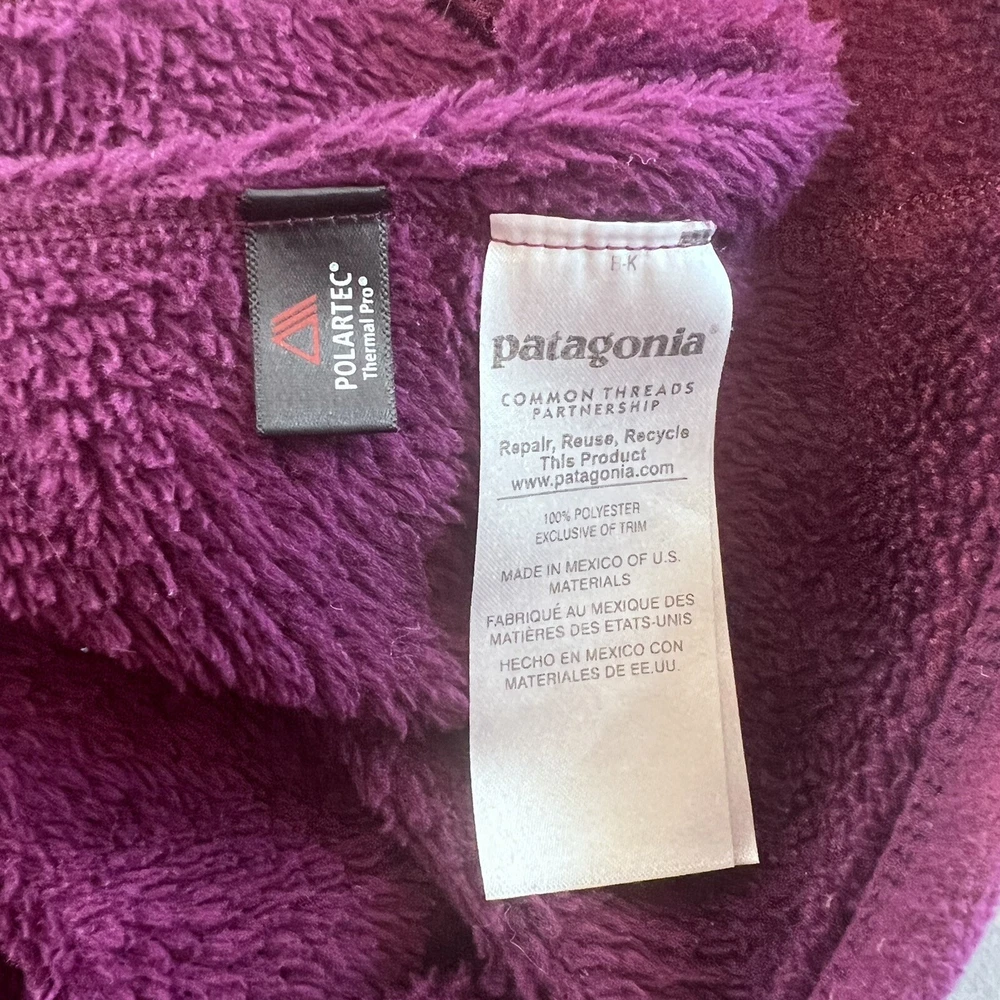 POLARTEC®
Thermal Pro®
patagonia®
COMMON THREADS
PARTNERSHIP
Repair, Reuse, Recycle
This Product
www.patagonia.com
100% POLYESTER
EXCLUSIVE OF TRIM
MADE IN MEXICO OF U.S.
MATERIALS
FABRIQUÉ AU MEXIQUE DES
MATIÈRES DES ETATS-UNIS
HECHO EN MEXICO CON
MATERIALES DE EE.UU.